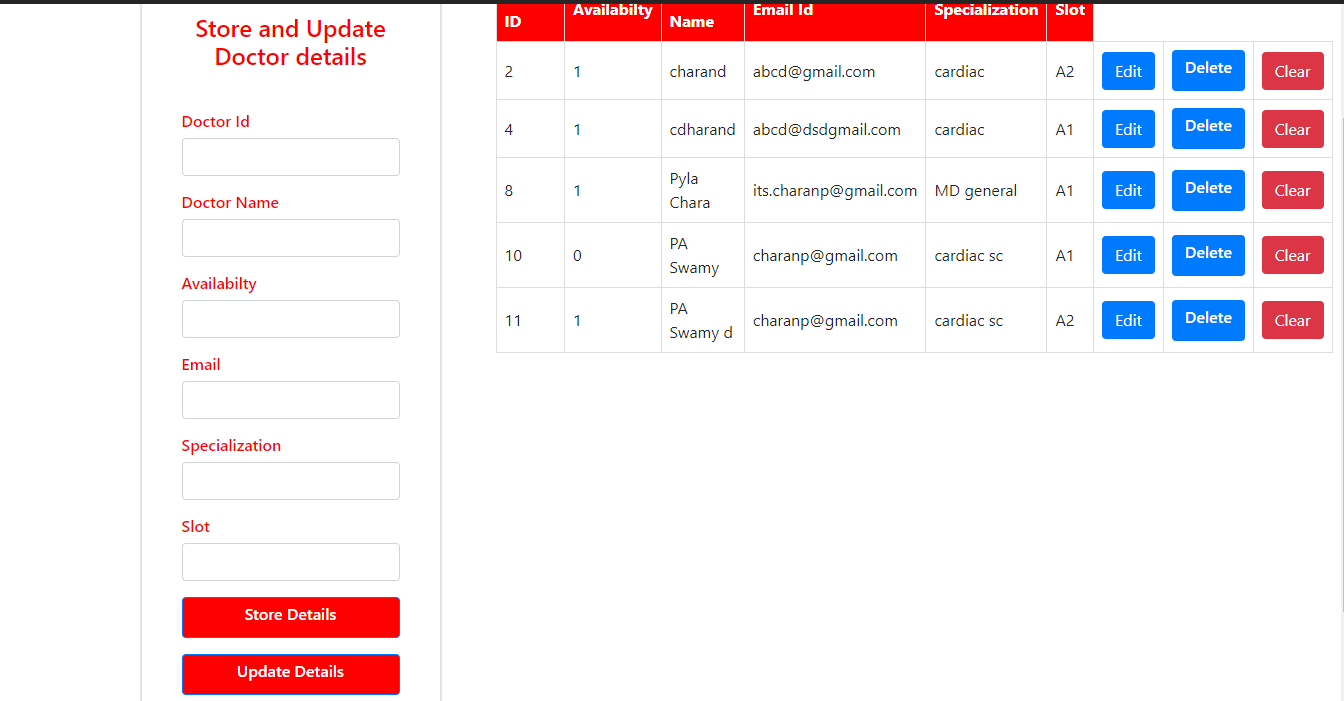 Store and Update
Doctor details
Doctor Id
Doctor Name
Availabilty
Email
Specialization
Slot
Store Details
Update Details
ID Availabilty Name Email Id Specialization Slot
2 1 charand abcd@gmail.com cardiac A2 Edit Delete Clear
4 1 cdharand abcd@dsdgmail.com cardiac A1 Edit Delete Clear
8 1 Pyla Chara its.charanp@gmail.com MD general A1 Edit Delete Clear
10 0 PA Swamy charanp@gmail.com cardiac sc A1 Edit Delete Clear
11 1 PA Swamy d charanp@gmail.com cardiac sc A2 Edit Delete Clear